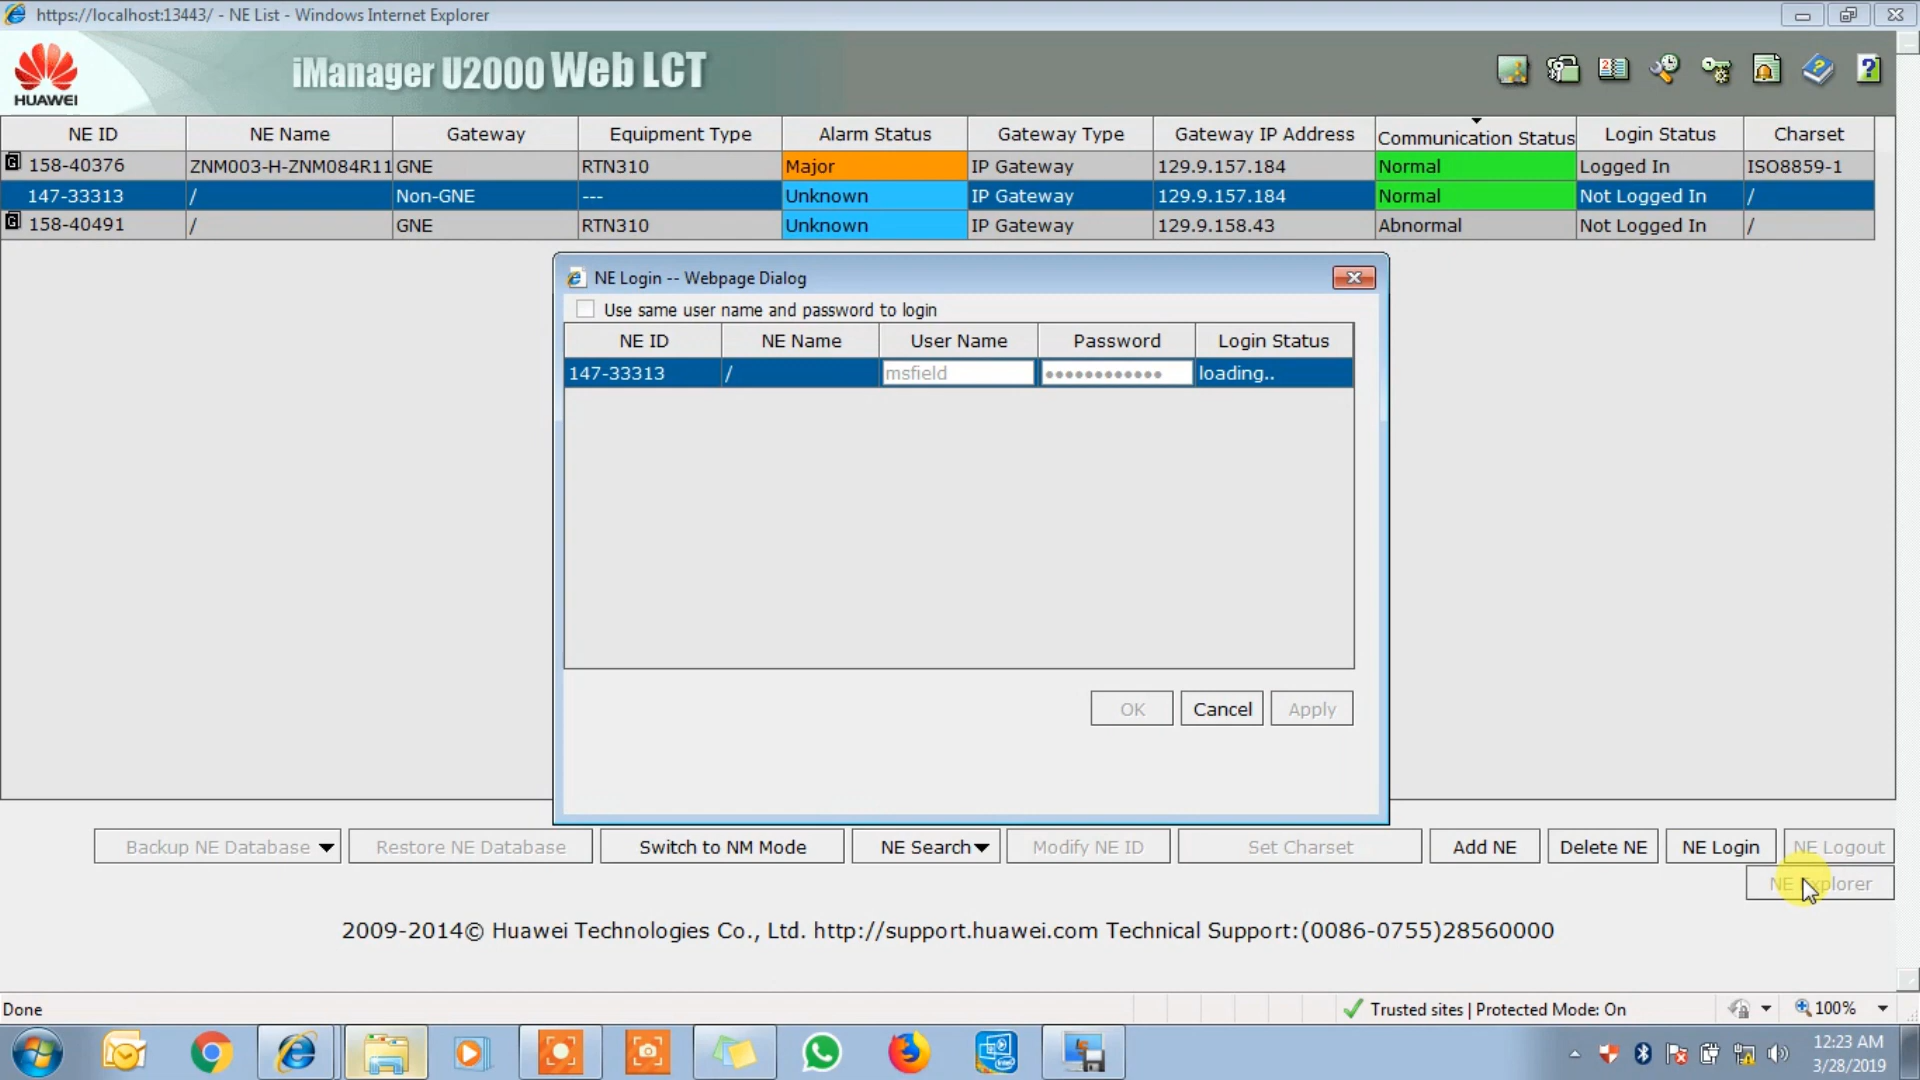 https://localhost:13443/ - NE List - Windows Internet Explorer
HUAWEI
iManager U2000 Web LCT
NE ID NE Name Gateway Equipment Type Alarm Status Gateway Type Gateway IP Address Communication Status Login Status Charset
158-40376 ZNM003-H-ZNM084R11 GNE RTN310 Major IP Gateway 129.9.157.184 Normal Logged In ISO8859-1
147-33313 / Non-GNE --- Unknown IP Gateway 129.9.157.184 Normal Not Logged In /
158-40491 / GNE RTN310 Unknown IP Gateway 129.9.158.43 Abnormal Not Logged In /
NE Login -- Webpage Dialog
Use same user name and password to login
NE ID NE Name User Name Password Login Status
147-33313 / msfield •••••••••••• loading..
OK Cancel Apply
Backup NE Database Restore NE Database Switch to NM Mode NE Search Modify NE ID Set Charset Add NE Delete NE NE Login NE Logout
NE Explorer
2009-2014© Huawei Technologies Co., Ltd. http://support.huawei.com Technical Support:(0086-0755)28560000
Done
Trusted sites | Protected Mode: On
100%
12:23 AM
3/28/2019